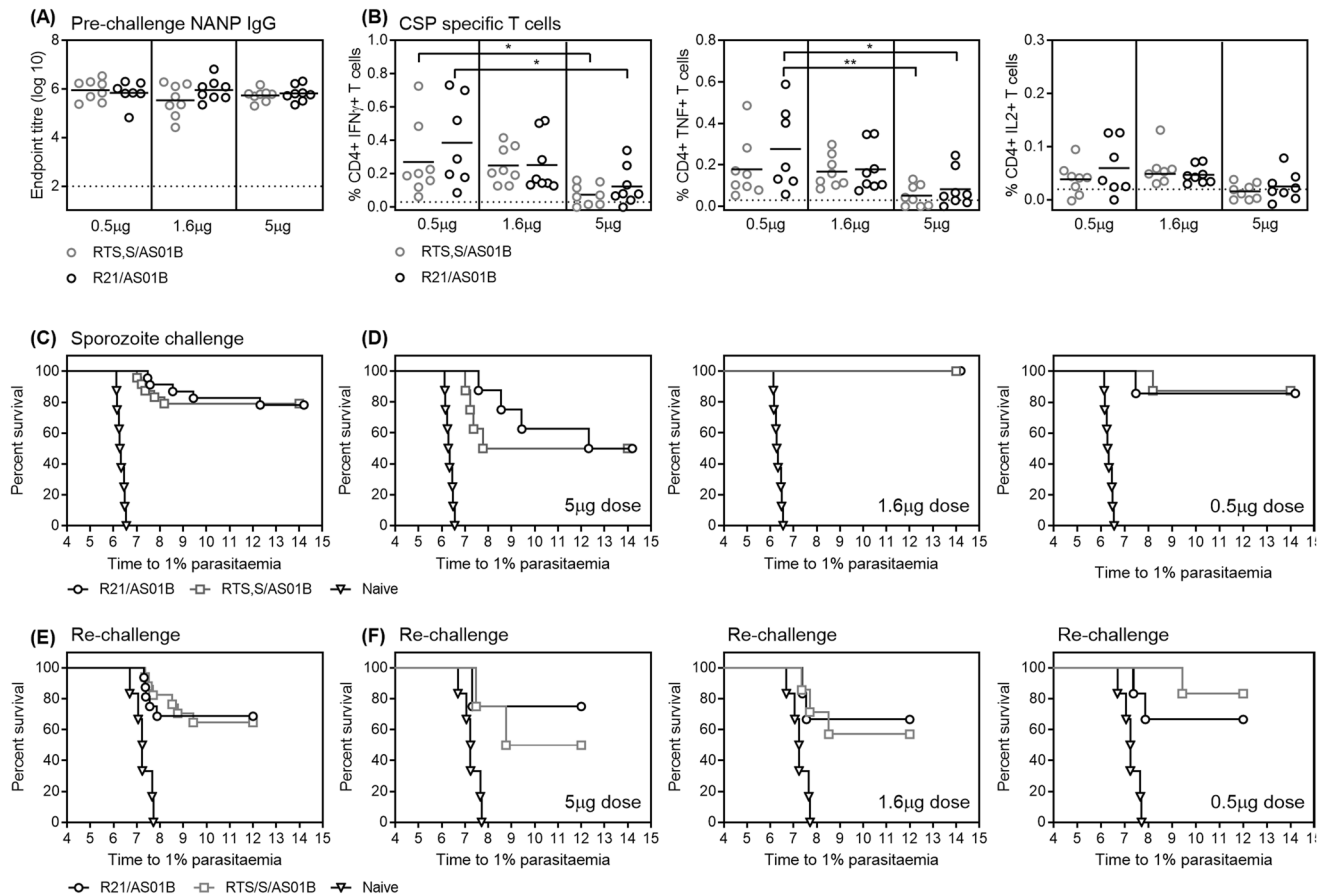 (A) Pre-challenge NANP IgG
Endpoint titre (log 10)
8
6
4
2
0.5µg 1.6µg 5µg
RTS,S/AS01B
R21/AS01B
(B) CSP specific T cells
% CD4+ IFNγ+ T cells
1.0
0.8
0.6
0.4
0.2
0.0
* *
0.5µg 1.6µg 5µg
RTS,S/AS01B
R21/AS01B
% CD4+ TNF+ T cells
0.8
0.6
0.4
0.2
0.0
* **
0.5µg 1.6µg 5µg
% CD4+ IL2+ T cells
0.3
0.2
0.1
0.0
0.5µg 1.6µg 5µg
(C) Sporozoite challenge
Percent survival
100
80
60
40
20
0
4 5 6 7 8 9 10 11 12 13 14 15
Time to 1% parasitaemia
R21/AS01B RTS,S/AS01B Naive
(D)
Percent survival
100
80
60
40
20
0
5µg dose
4 5 6 7 8 9 10 11 12 13 14 15
Time to 1% parasitaemia
Percent survival
100
80
60
40
20
0
1.6µg dose
4 5 6 7 8 9 10 11 12 13 14 15
Time to 1% parasitaemia
Percent survival
100
80
60
40
20
0
0.5µg dose
4 5 6 7 8 9 10 11 12 13 14 15
Time to 1% parasitaemia
(E) Re-challenge
Percent survival
100
80
60
40
20
0
4 5 6 7 8 9 10 11 12 13 14 15
Time to 1% parasitaemia
R21/AS01B RTS/S/AS01B Naive
(F) Re-challenge
Percent survival
100
80
60
40
20
0
5µg dose
4 5 6 7 8 9 10 11 12 13 14 15
Time to 1% parasitaemia
Re-challenge
Percent survival
100
80
60
40
20
0
1.6µg dose
4 5 6 7 8 9 10 11 12 13 14 15
Time to 1% parasitaemia
Re-challenge
Percent survival
100
80
60
40
20
0
0.5µg dose
4 5 6 7 8 9 10 11 12 13 14 15
Time to 1% parasitaemia